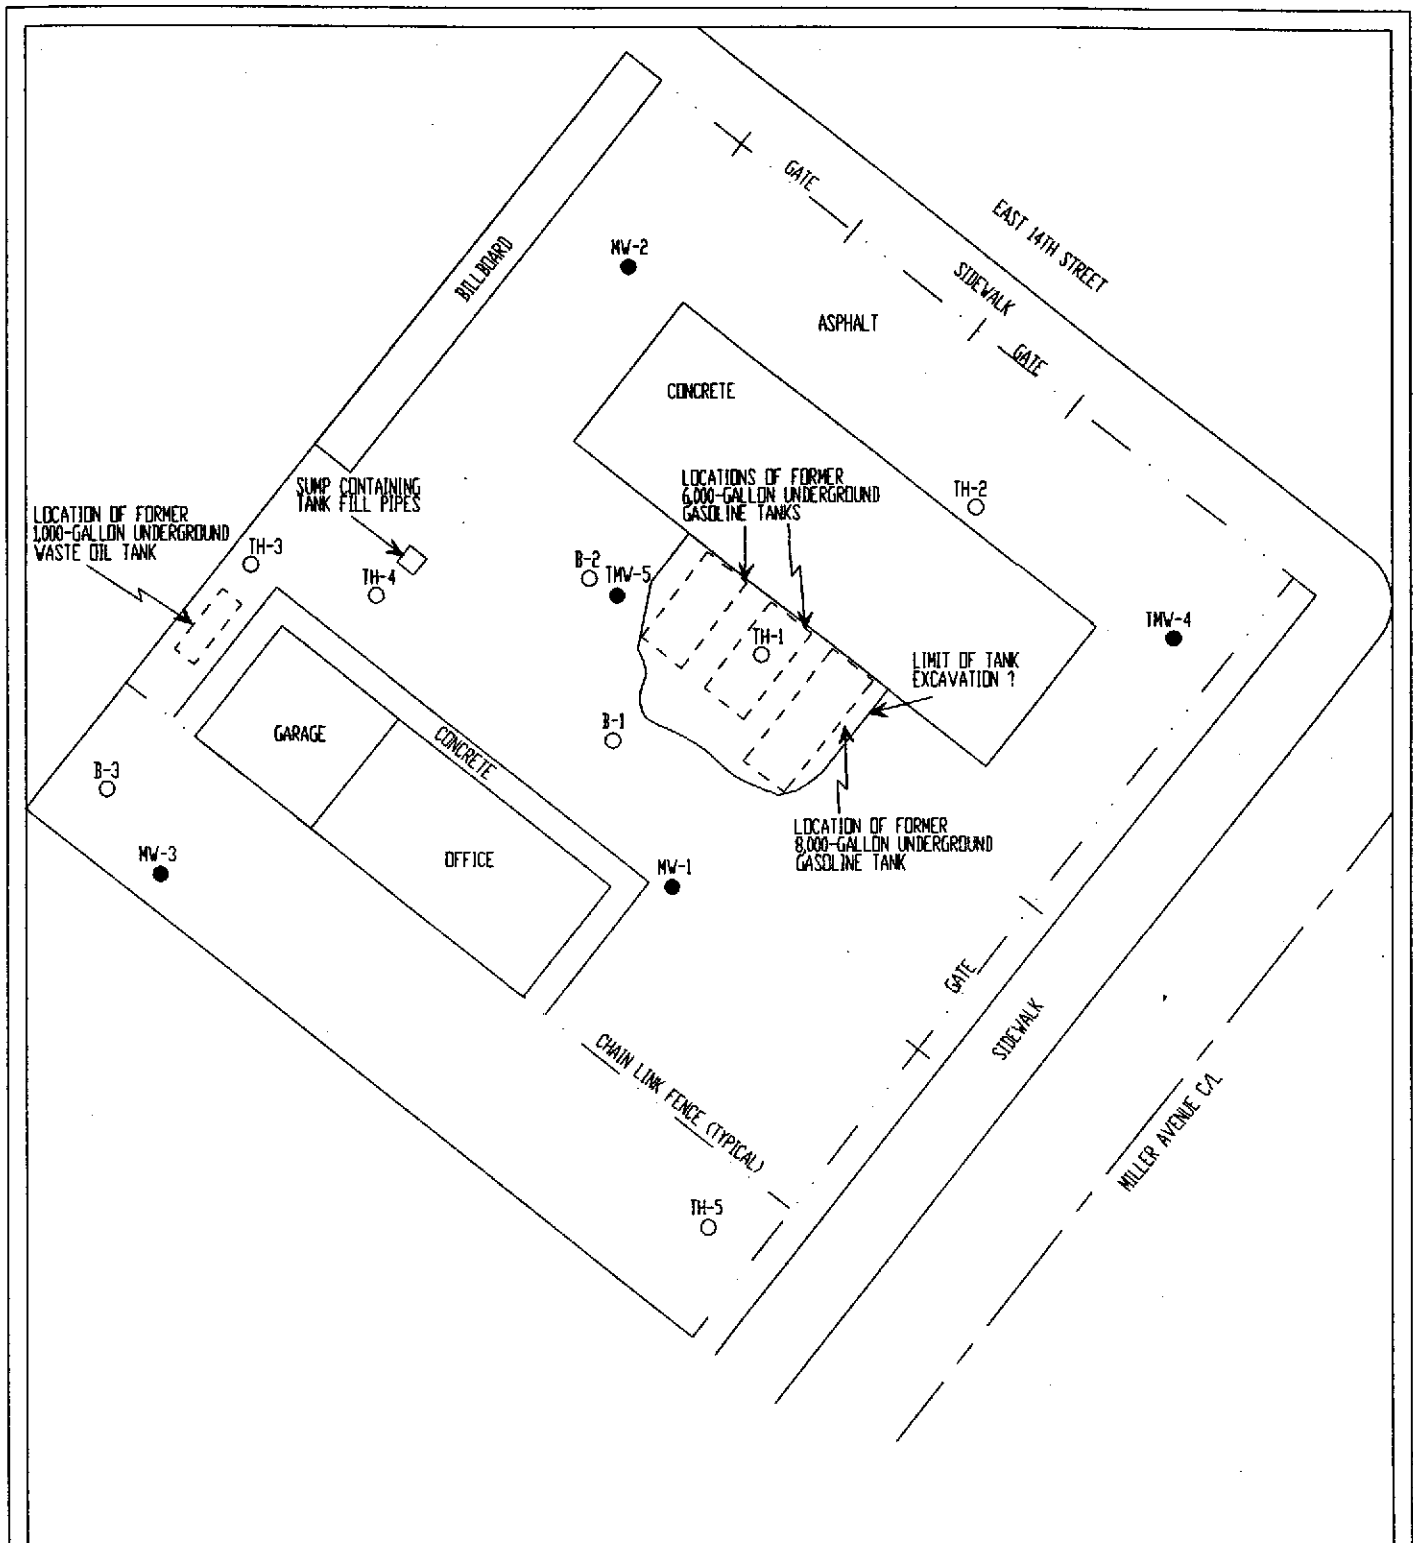 EAST 14TH STREET
GATE
SIDEWALK
GATE
MW-2
BILLBOARD
ASPHALT
CONCRETE
LOCATIONS OF FORMER
6,000-GALLON UNDERGROUND
GASOLINE TANKS
TH-2
SUMP CONTAINING
TANK FILL PIPES
LOCATION OF FORMER
1,000-GALLON UNDERGROUND
WASTE OIL TANK
TH-3
TH-4
B-2
TMW-5
TH-1
TMW-4
LIMIT OF TANK
EXCAVATION ?
B-1
GARAGE
CONCRETE
B-3
LOCATION OF FORMER
8,000-GALLON UNDERGROUND
GASOLINE TANK
MW-3
OFFICE
MW-1
GATE
SIDEWALK
CHAIN LINK FENCE (TYPICAL)
MILLER AVENUE C/L
TH-5